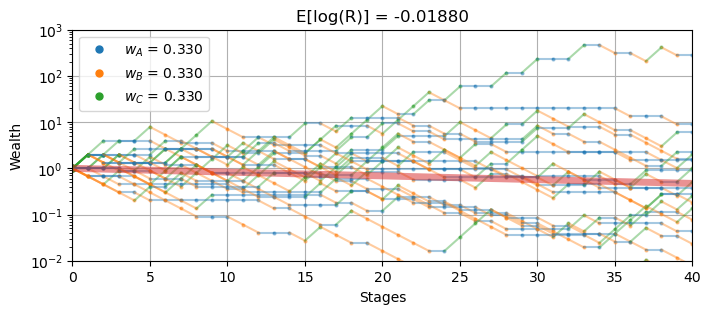 E[log(R)] = -0.01880
w_A = 0.330
w_B = 0.330
w_C = 0.330
Wealth
10³
10²
10¹
10⁰
10⁻¹
10⁻²
0 5 10 15 20 25 30 35 40
Stages